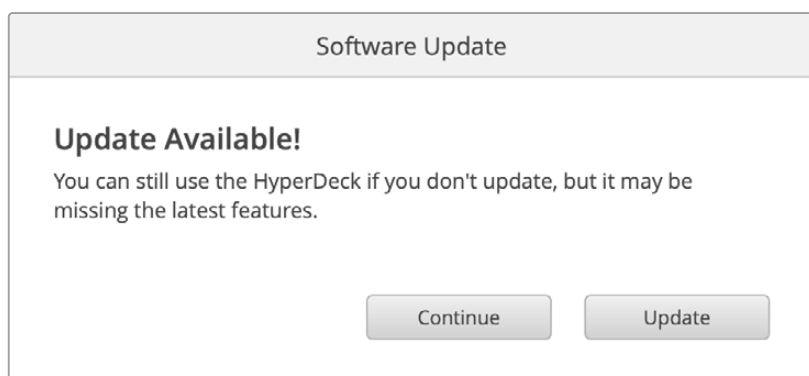 Software Update
Update Available!
You can still use the HyperDeck if you don't update, but it may be
missing the latest features.
Continue Update